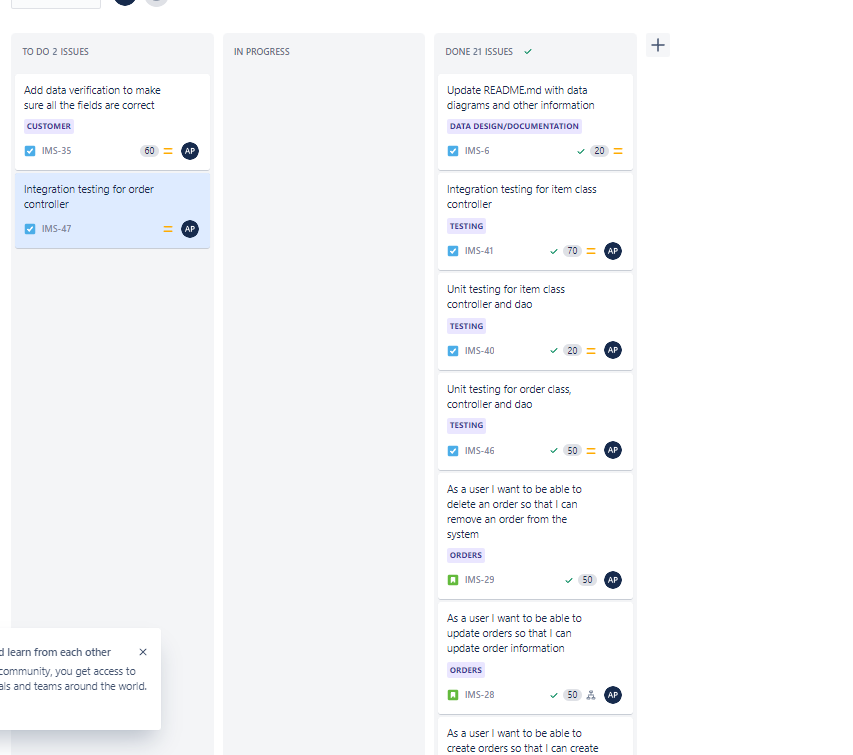 TO DO 2 ISSUES
Add data verification to make
sure all the fields are correct
CUSTOMER
IMS-35 60 AP
Integration testing for order
controller
IMS-47 AP
IN PROGRESS
DONE 21 ISSUES
Update README.md with data
diagrams and other information
DATA DESIGN/DOCUMENTATION
IMS-6 20
Integration testing for item class
controller
TESTING
IMS-41 70 AP
Unit testing for item class
controller and dao
TESTING
IMS-40 20 AP
Unit testing for order class,
controller and dao
TESTING
IMS-46 50 AP
As a user I want to be able to
delete an order so that I can
remove an order from the
system
ORDERS
IMS-29 50 AP
As a user I want to be able to
update orders so that I can
update order information
ORDERS
IMS-28 50 AP
As a user I want to be able to
create orders so that I can create
d learn from each other
community, you get access to
als and teams around the world.